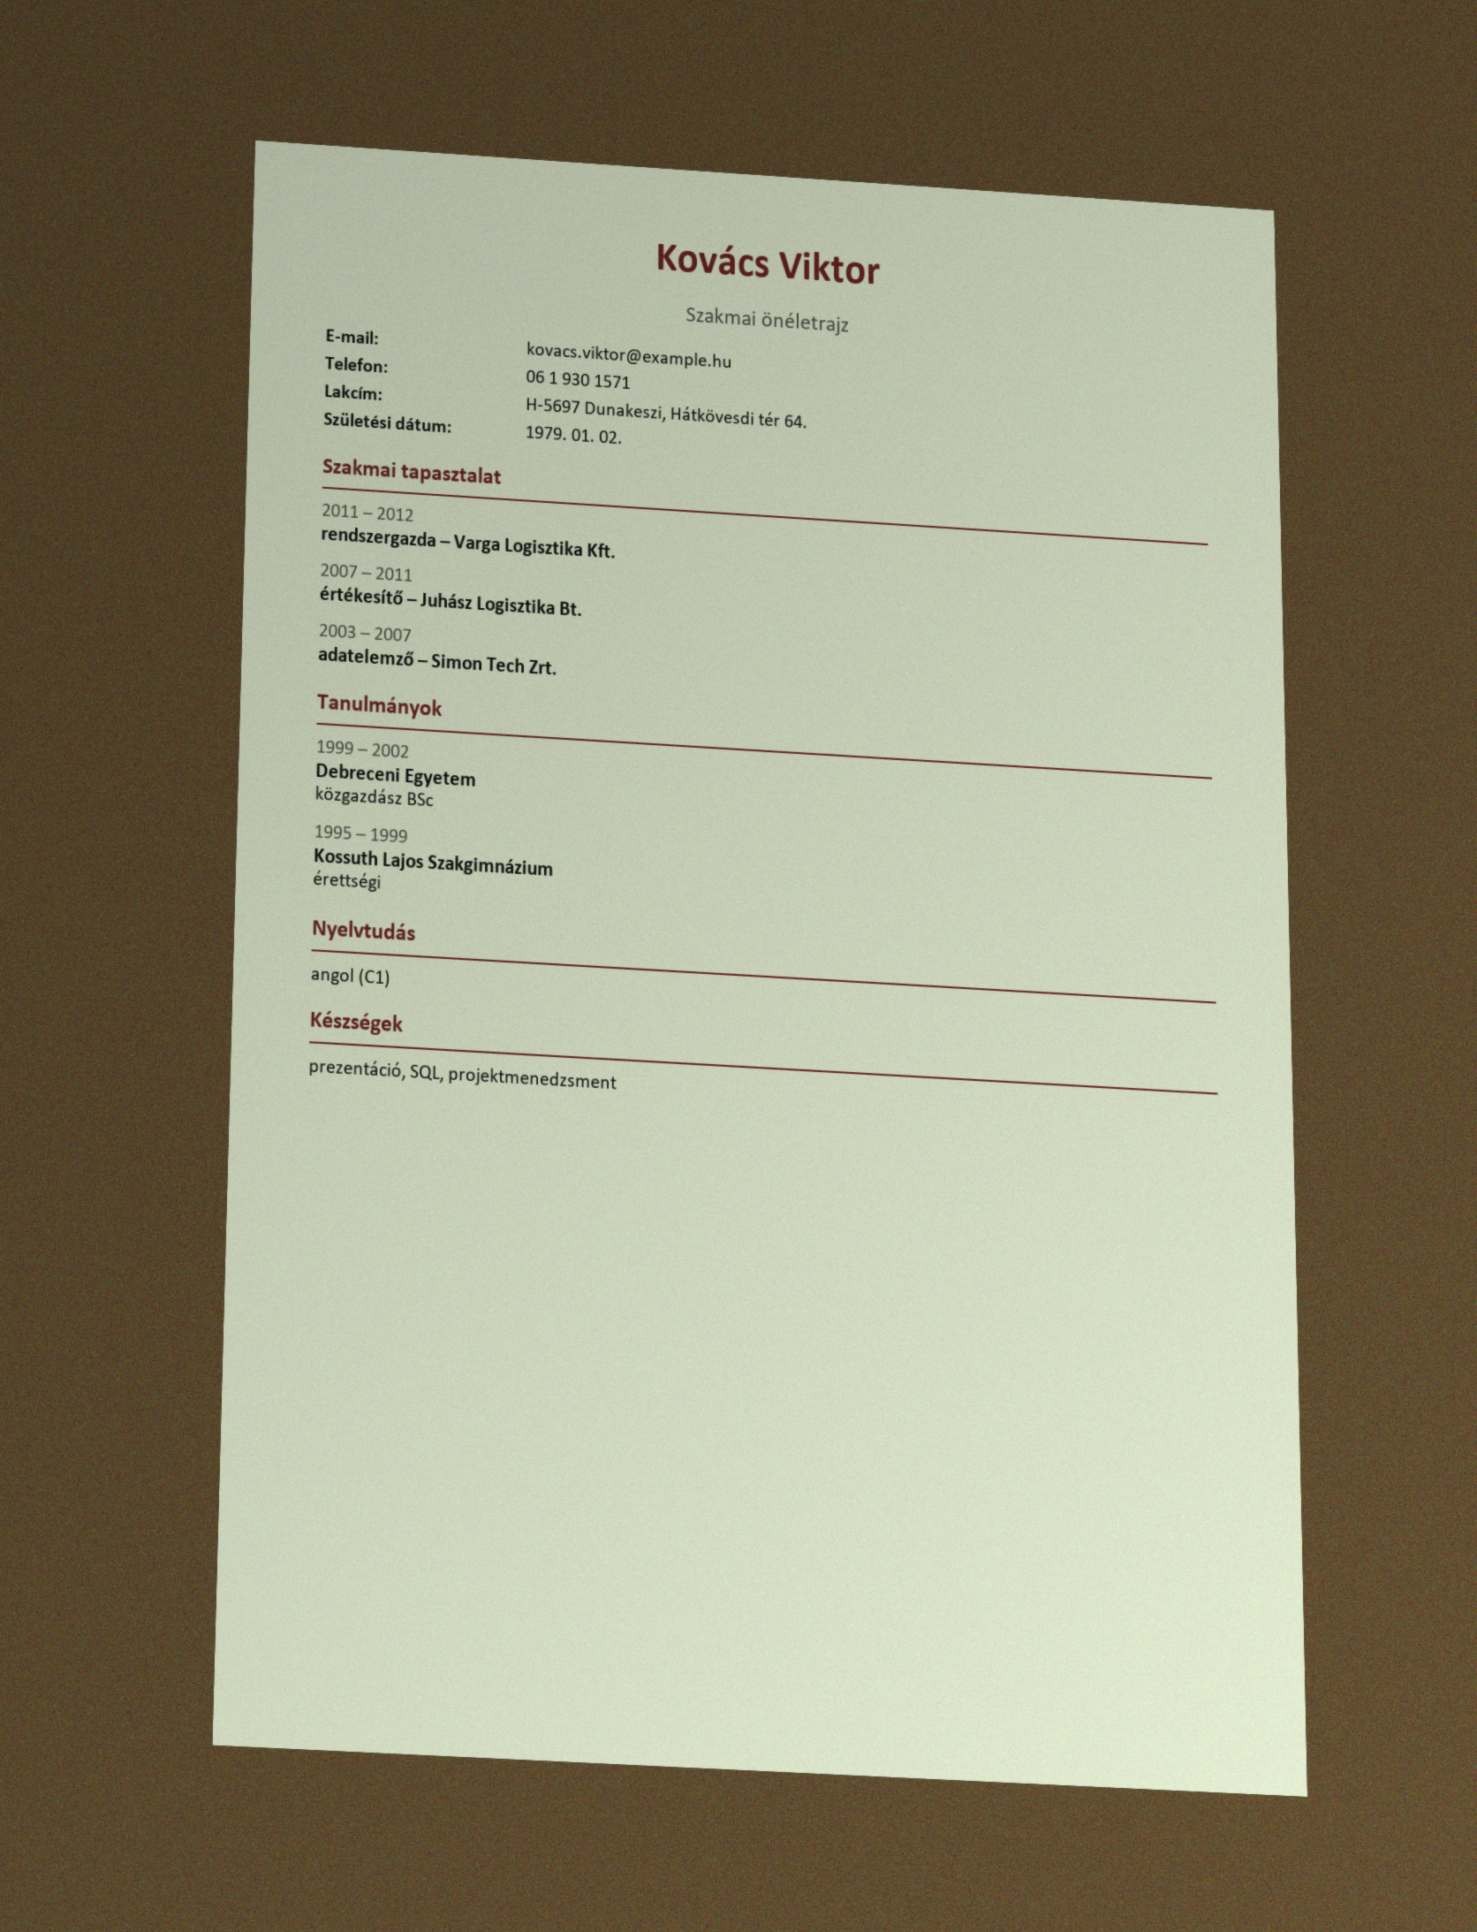 Kovács Viktor
Szakmai önéletrajz
E-mail: kovacs.viktor@example.hu
Telefon: 06 1 930 1571
Lakcím: H-5697 Dunakeszi, Hátkövesdi tér 64.
Születési dátum: 1979. 01. 02.
Szakmai tapasztalat
2011 – 2012
rendszergazda – Varga Logisztika Kft.
2007 – 2011
értékesítő – Juhász Logisztika Bt.
2003 – 2007
adatelemző – Simon Tech Zrt.
Tanulmányok
1999 – 2002
Debreceni Egyetem
közgazdász BSc
1995 – 1999
Kossuth Lajos Szakgimnázium
érettségi
Nyelvtudás
angol (C1)
Készségek
prezentáció, SQL, projektmenedzsment